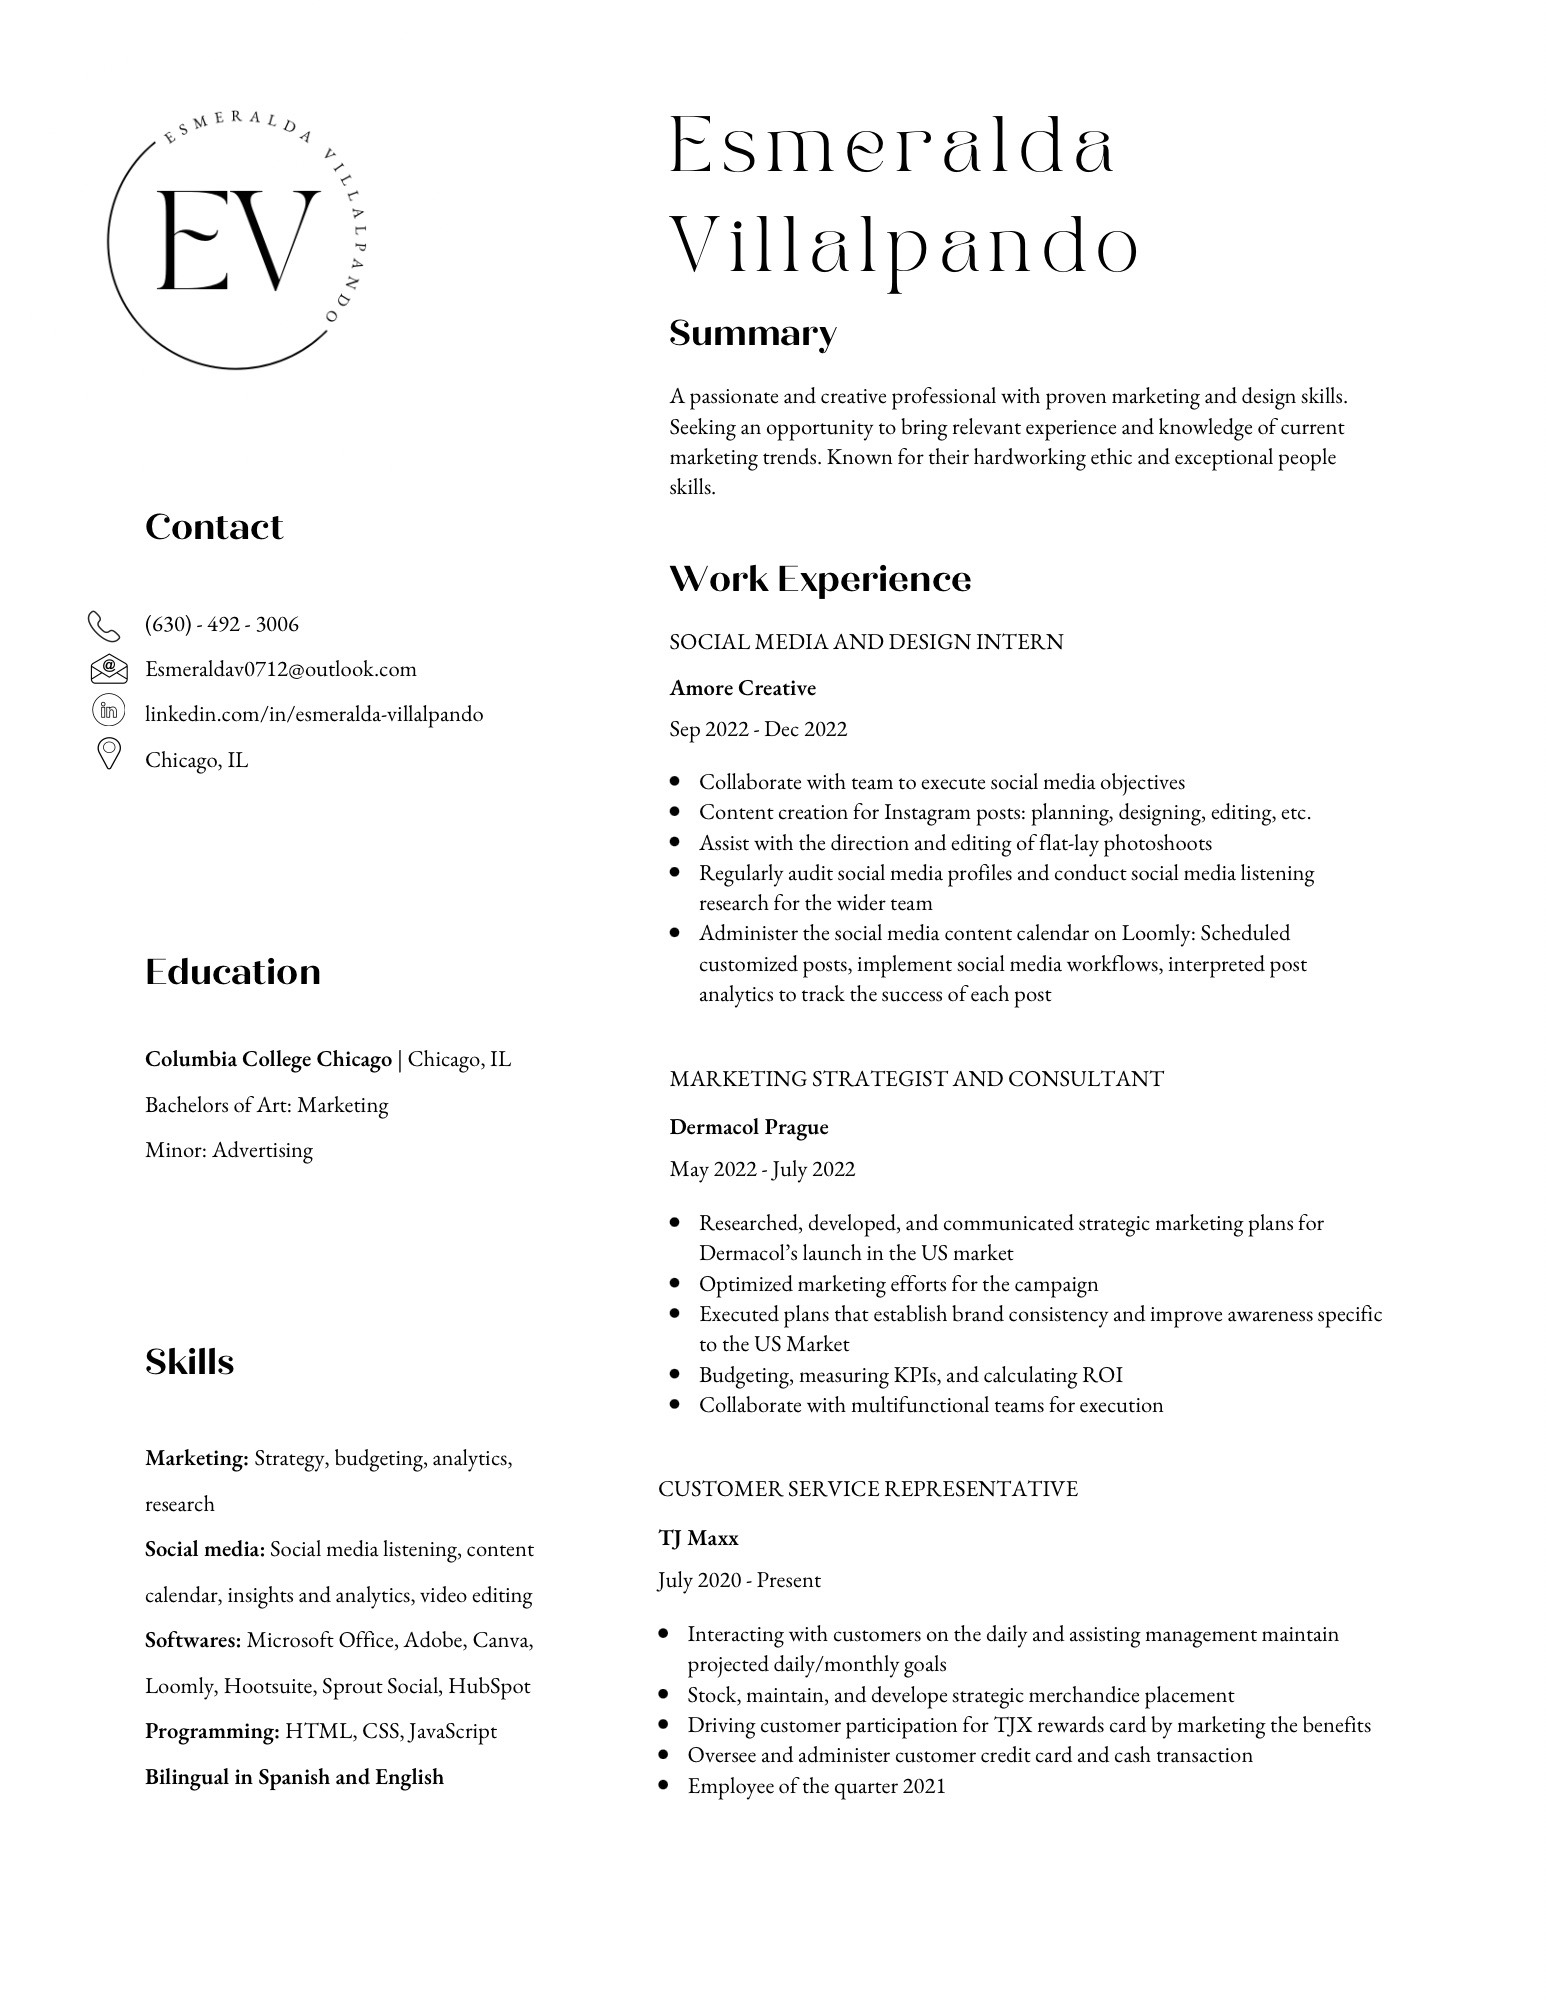 ESMERALDA VILLALPANDO
EV
Contact
(630) - 492 - 3006
Esmeraldav0712@outlook.com
linkedin.com/in/esmeralda-villalpando
Chicago, IL
Education
Columbia College Chicago | Chicago, IL
Bachelors of Art: Marketing
Minor: Advertising
Skills
Marketing: Strategy, budgeting, analytics,
research
Social media: Social media listening, content
calendar, insights and analytics, video editing
Softwares: Microsoft Office, Adobe, Canva,
Loomly, Hootsuite, Sprout Social, HubSpot
Programming: HTML, CSS, JavaScript
Bilingual in Spanish and English
Esmeralda
Villalpando
Summary
A passionate and creative professional with proven marketing and design skills.
Seeking an opportunity to bring relevant experience and knowledge of current
marketing trends. Known for their hardworking ethic and exceptional people
skills.
Work Experience
SOCIAL MEDIA AND DESIGN INTERN
Amore Creative
Sep 2022 - Dec 2022
• Collaborate with team to execute social media objectives
• Content creation for Instagram posts: planning, designing, editing, etc.
• Assist with the direction and editing of flat-lay photoshoots
• Regularly audit social media profiles and conduct social media listening
research for the wider team
• Administer the social media content calendar on Loomly: Scheduled
customized posts, implement social media workflows, interpreted post
analytics to track the success of each post
MARKETING STRATEGIST AND CONSULTANT
Dermacol Prague
May 2022 - July 2022
• Researched, developed, and communicated strategic marketing plans for
Dermacol’s launch in the US market
• Optimized marketing efforts for the campaign
• Executed plans that establish brand consistency and improve awareness specific
to the US Market
• Budgeting, measuring KPIs, and calculating ROI
• Collaborate with multifunctional teams for execution
CUSTOMER SERVICE REPRESENTATIVE
TJ Maxx
July 2020 - Present
• Interacting with customers on the daily and assisting management maintain
projected daily/monthly goals
• Stock, maintain, and develope strategic merchandice placement
• Driving customer participation for TJX rewards card by marketing the benefits
• Oversee and administer customer credit card and cash transaction
• Employee of the quarter 2021